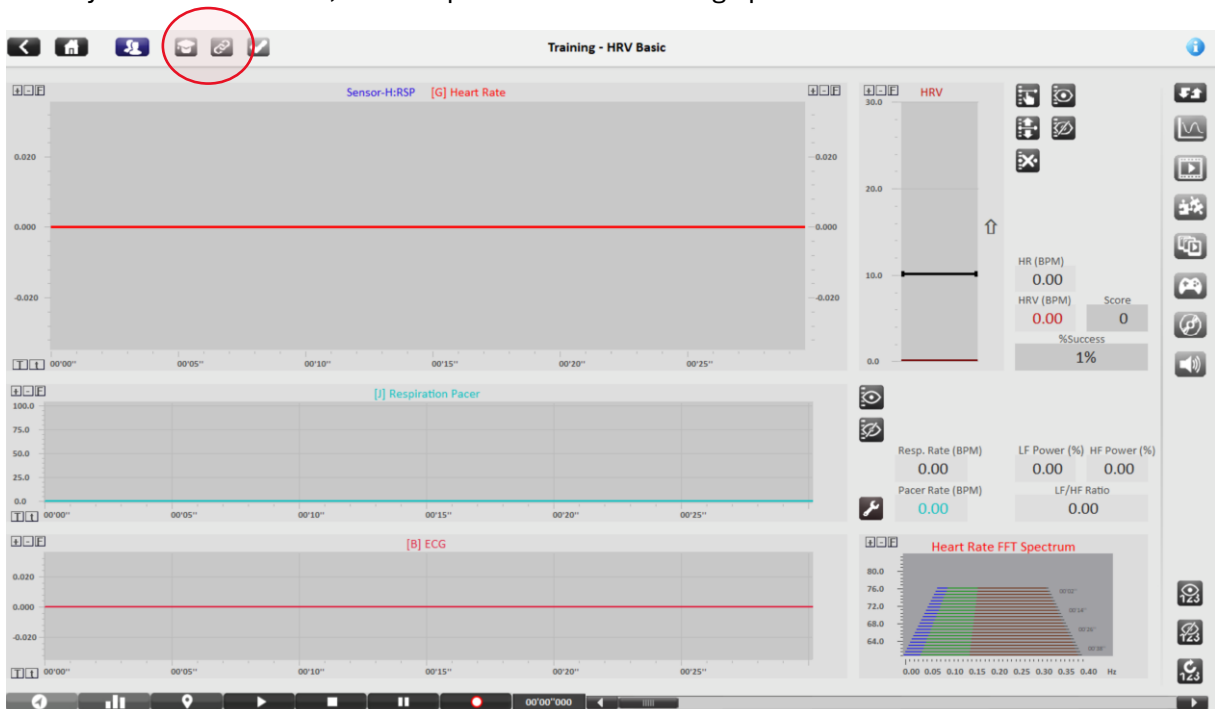 Training - HRV Basic
Sensor-H:RSP [G] Heart Rate
0.020 0.020
0.000 0.000
-0.020 -0.020
T t 00'00" 00'05" 00'10" 00'15" 00'20" 00'25"
HRV
30.0
20.0
10.0
0.0
HR (BPM)
0.00
HRV (BPM) Score
0.00 0
%Success
1%
[J] Respiration Pacer
100.0
75.0
50.0
25.0
0.0
T t 00'00" 00'05" 00'10" 00'15" 00'20" 00'25"
Resp. Rate (BPM) LF Power (%) HF Power (%)
0.00 0.00 0.00
Pacer Rate (BPM) LF/HF Ratio
0.00 0.00
[B] ECG
0.020
0.000
-0.020
T t 00'00" 00'05" 00'10" 00'15" 00'20" 00'25"
Heart Rate FFT Spectrum
80.0
76.0
72.0
68.0
64.0
0.00 0.05 0.10 0.15 0.20 0.25 0.30 0.35 0.40 Hz
123
123
123
00'00"000